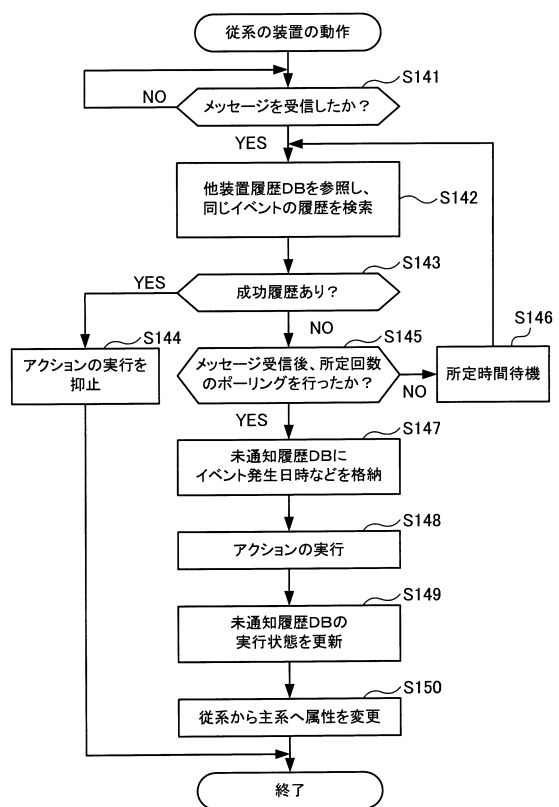 従系の装置の動作
S141
NO
メッセージを受信したか？
YES
他装置履歴DBを参照し、
同じイベントの履歴を検索
S142
S143
YES
成功履歴あり？
S144
NO
S145
S146
アクションの実行を
抑止
メッセージ受信後、所定回数
のポーリングを行ったか？
所定時間待機
NO
YES
S147
未通知履歴DBに
イベント発生日時などを格納
S148
アクションの実行
S149
未通知履歴DBの
実行状態を更新
S150
従系から主系へ属性を変更
終了